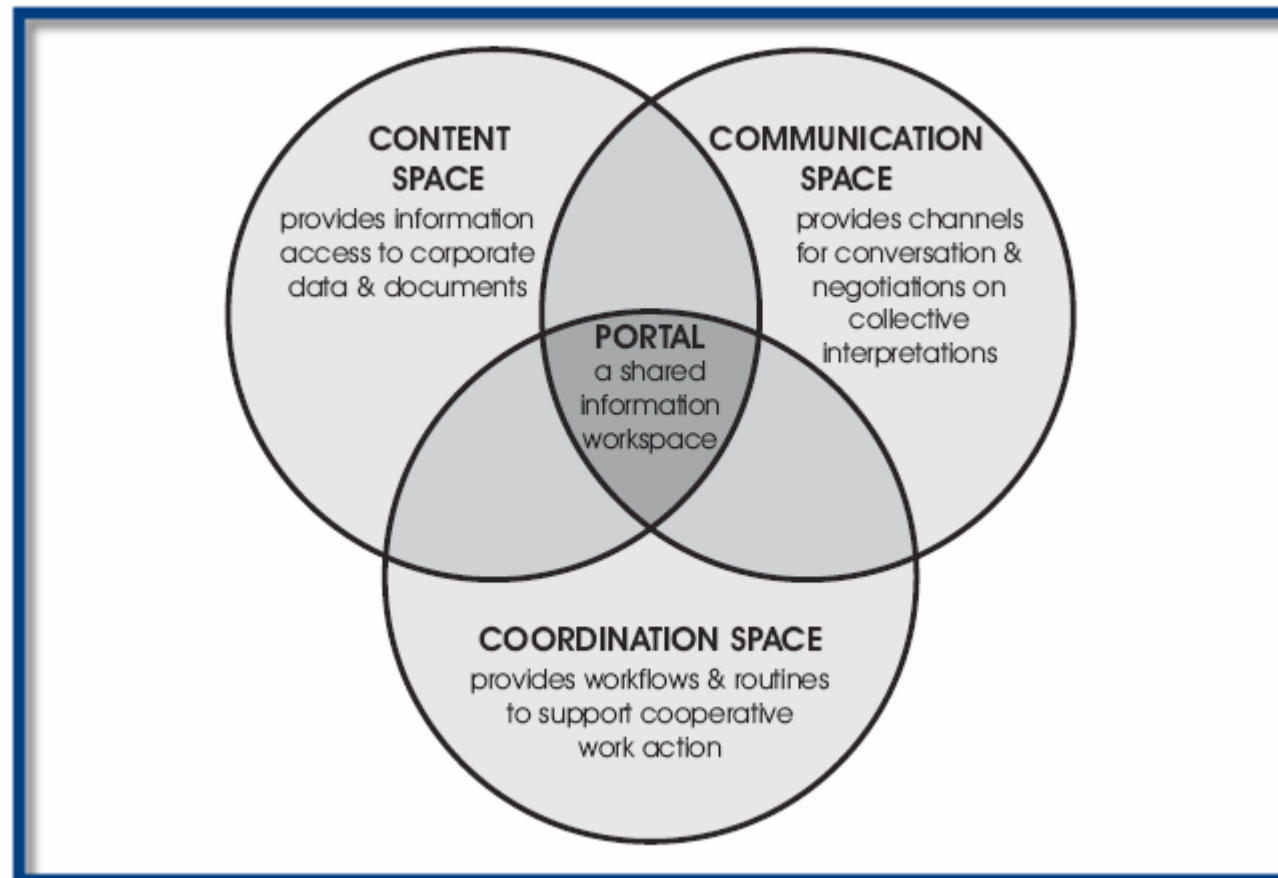 CONTENT
SPACE
provides information
access to corporate
data & documents
COMMUNICATION
SPACE
provides channels
for conversation &
negotiations on
collective
interpretations
PORTAL
a shared
information
workspace
COORDINATION SPACE
provides workflows & routines
to support cooperative
work action